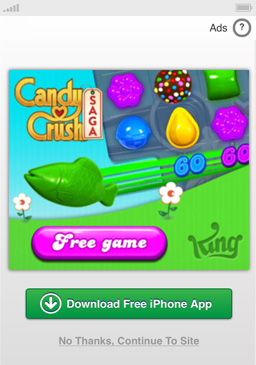 Ads ?
Candy
Crush
SAGA
60 60
Free game
King
Download Free iPhone App
No Thanks, Continue To Site